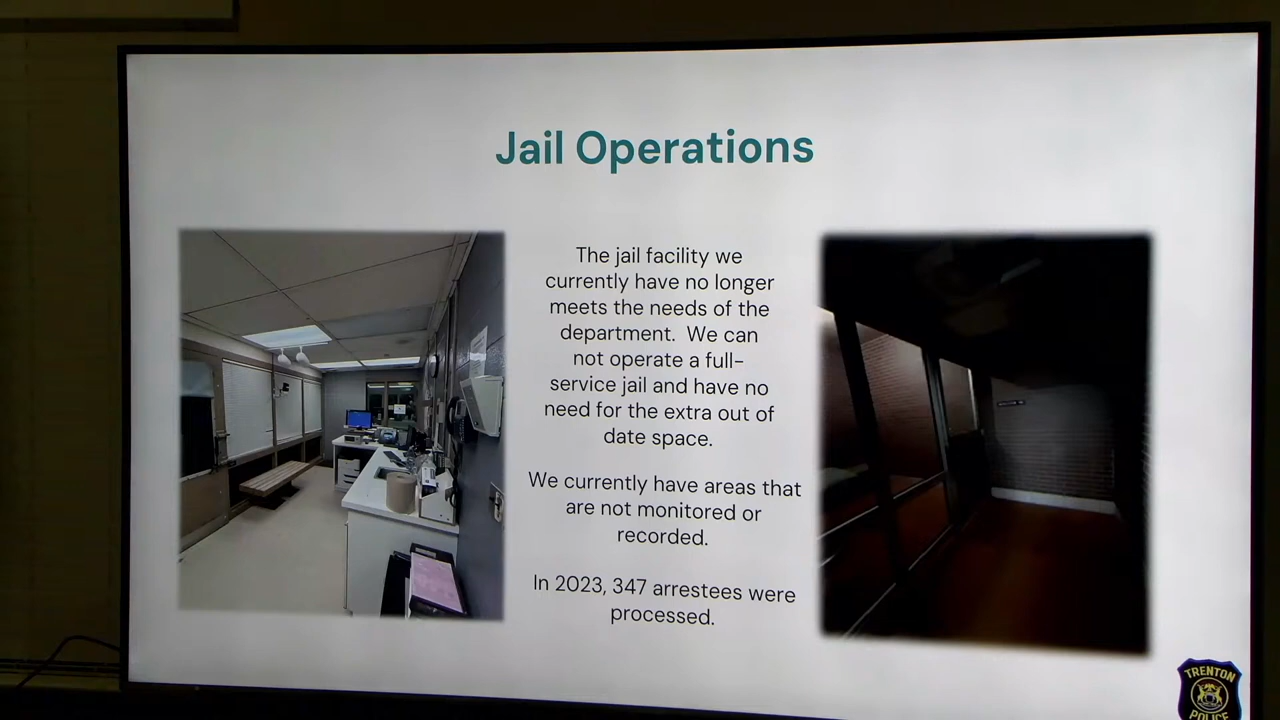 Jail Operations
The jail facility we
currently have no longer
meets the needs of the
department.  We can
not operate a full-
service jail and have no
need for the extra out of
date space.
We currently have areas that
are not monitored or
recorded.
In 2023, 347 arrestees were
processed.
TRENTON
POLICE